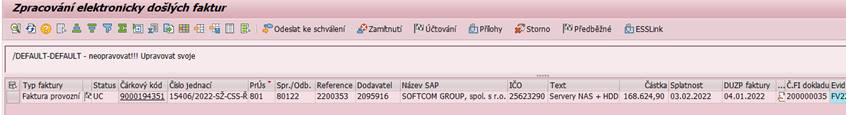 Zpracování elektronicky došlých faktur
Odeslat ke schválení Zamítnutí Účtování Přílohy Storno Předběžné ESSLink
/DEFAULT-DEFAULT - neopravovat!!! Upravovat svoje
Typ faktury Status Čárkový kód Číslo jednací Prův Spr./Odb. Reference Dodavatel Název SAP IČO Text Částka Splatnost DUZP faktury ... Č.FI dokladu Evid
Faktura provozní UC 9000194351 15406/2022-SŽ-CSS-Ř 801 80122 2200353 2095916 SOFTCOM GROUP, spol. s r.o. 25623290 Servery NAS + HDD 168.624,90 03.02.2022 04.01.2022 200000035 FV22